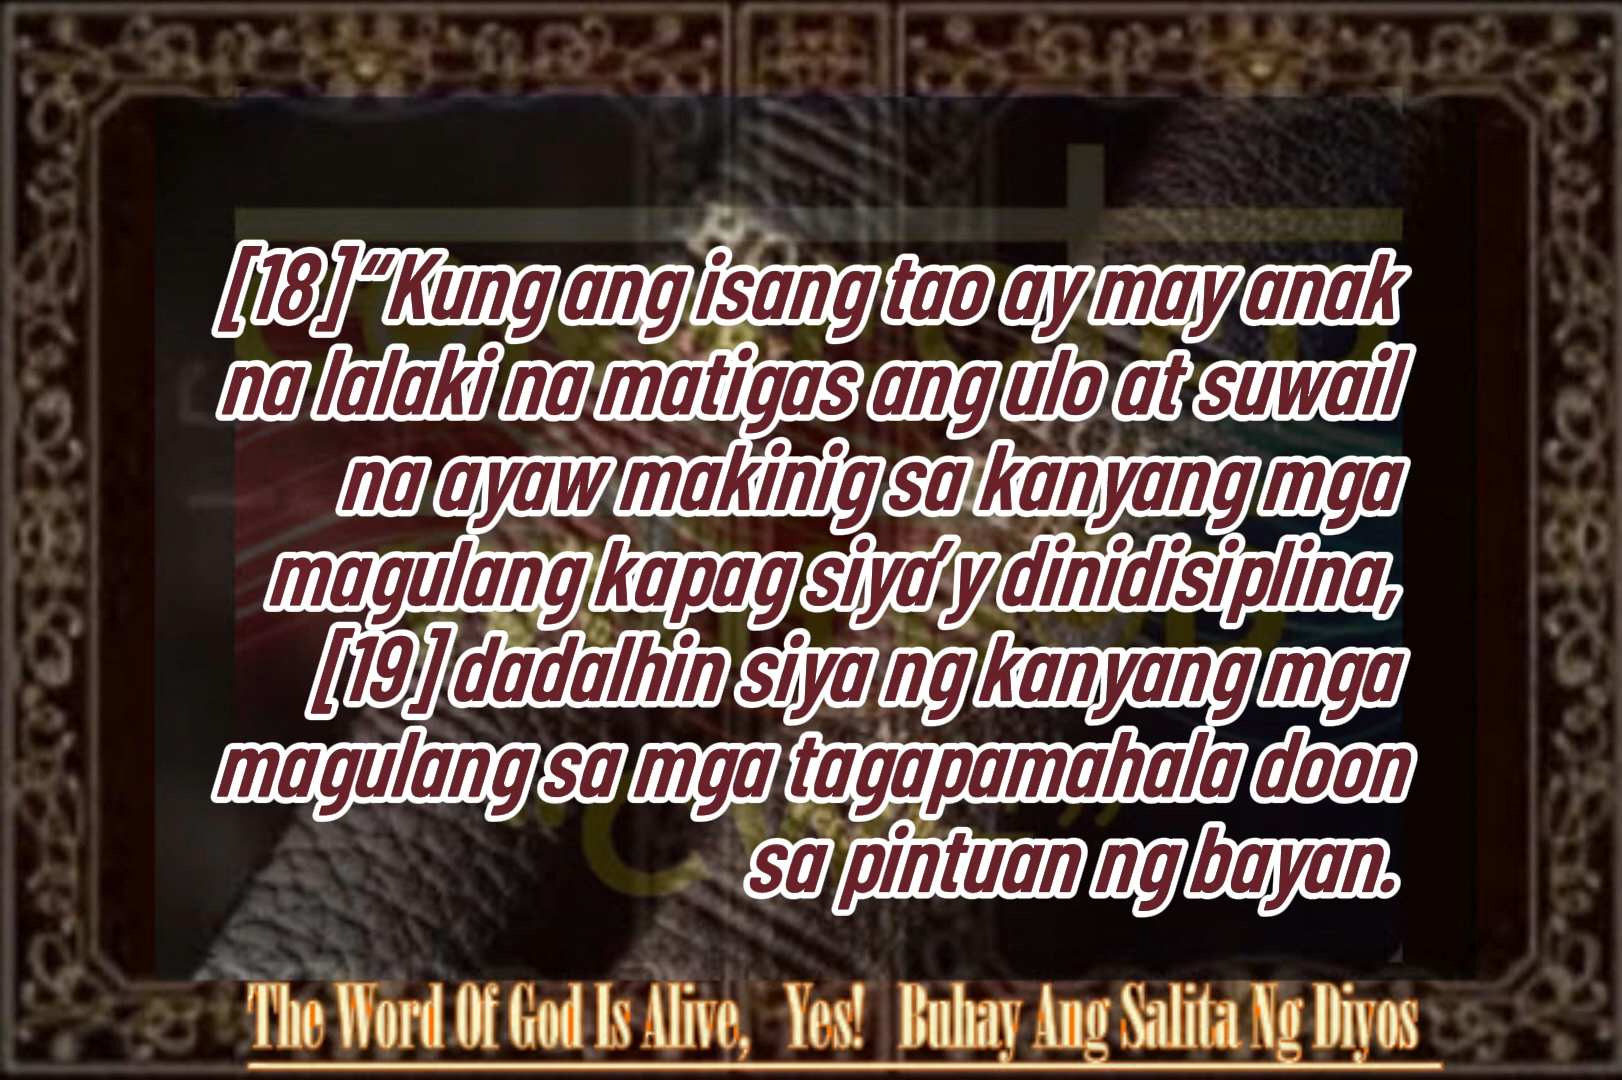 [18]“Kung ang isang tao ay may anak
na lalaki na matigas ang ulo at suwail
na ayaw makinig sa kanyang mga
magulang kapag siya’y dinidisiplina,
[19] dadalhin siya ng kanyang mga
magulang sa mga tagapamahala doon
sa pintuan ng bayan.
The Word Of God Is Alive, Yes! Buhay Ang Salita Ng Diyos